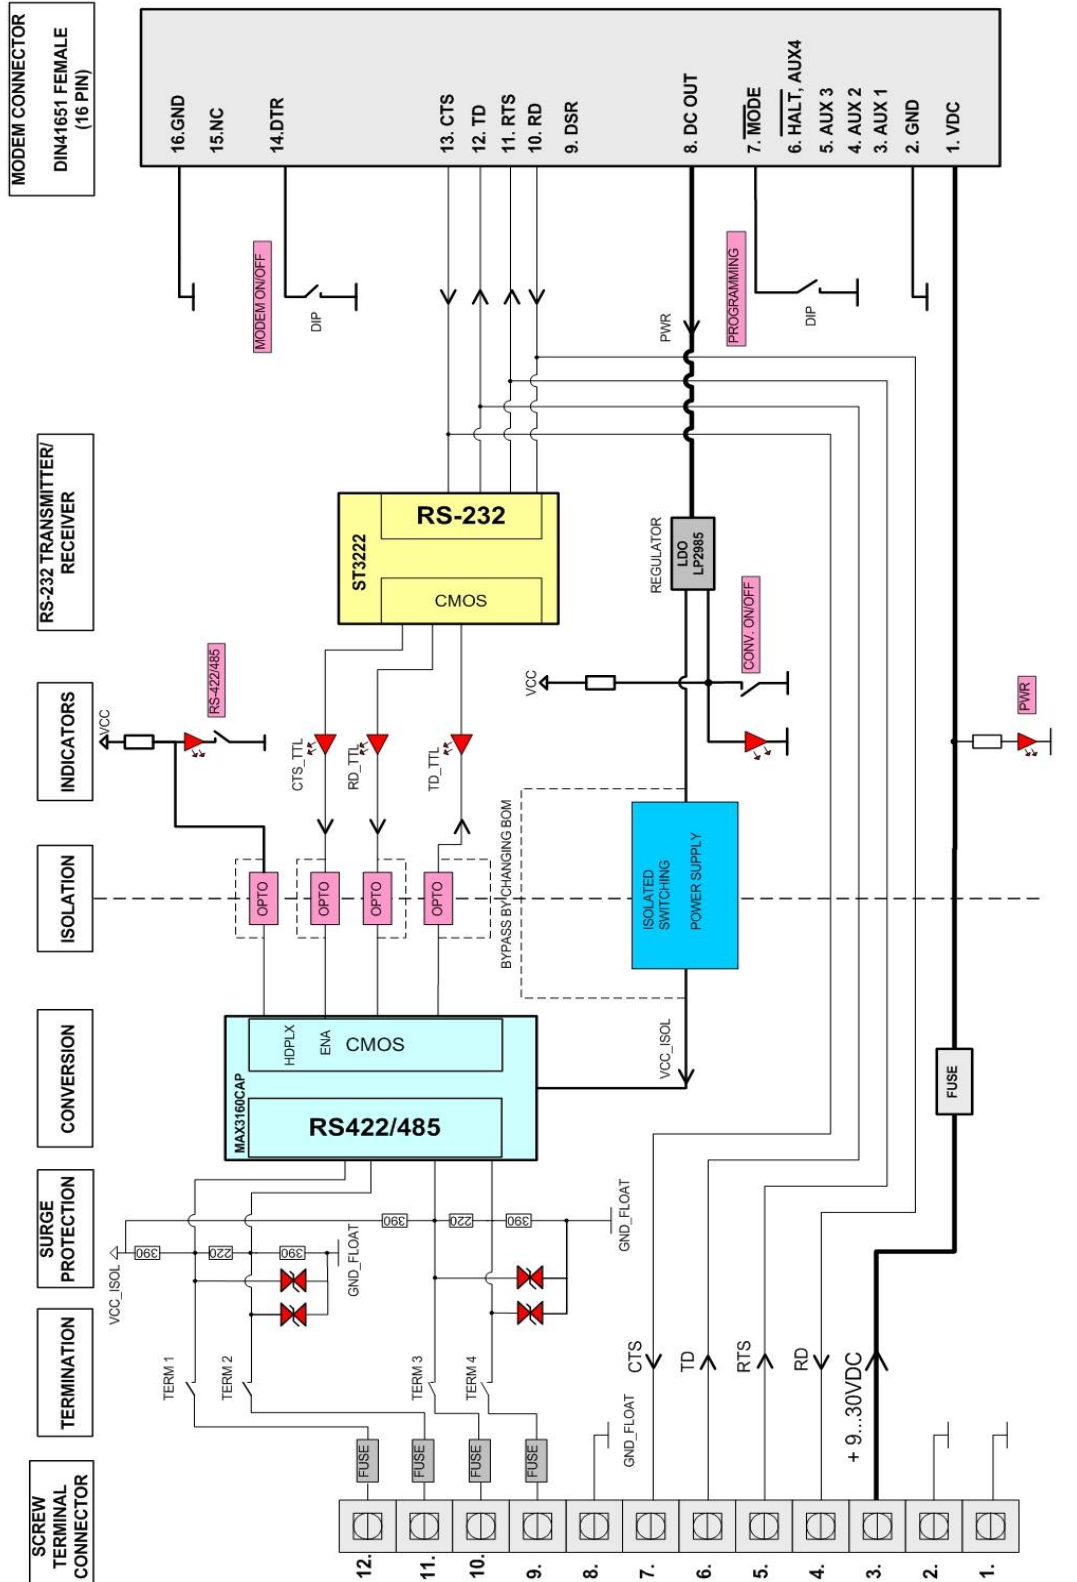 MODEM CONNECTOR
DIN41651 FEMALE
(16 PIN)
16.GND
15.NC
14.DTR
13. CTS
12. TD
11. RTS
10. RD
9. DSR
8. DC OUT
7. MODE
6. HALT, AUX4
5. AUX 3
4. AUX 2
3. AUX 1
2. GND
1. VDC
MODEM ON/OFF
DIP
PWR
PROGRAMMING
DIP
RS-232 TRANSMITTER/
RECEIVER
ST3222
RS-232
CMOS
REGULATOR
LDO
LP2985
INDICATORS
VCC
RS-422/485
CTS_TTL
RD_TTL
TD_TTL
VCC
CONV. ON/OFF
PWR
ISOLATION
OPTO
OPTO
OPTO
OPTO
BYPASS BY CHANGING BOM
ISOLATED
SWITCHING
POWER SUPPLY
CONVERSION
MAX3160CAP
HDPLX
ENA
CMOS
RS422/485
VCC_ISOL
FUSE
SURGE
PROTECTION
VCC_ISOL
390
220
390
GND_FLOAT
390
220
390
GND_FLOAT
TERMINATION
TERM 1
TERM 2
TERM 3
TERM 4
FUSE
FUSE
FUSE
FUSE
GND_FLOAT
CTS
TD
RTS
RD
+ 9...30VDC
SCREW
TERMINAL
CONNECTOR
12.
11.
10.
9.
8.
7.
6.
5.
4.
3.
2.
1.